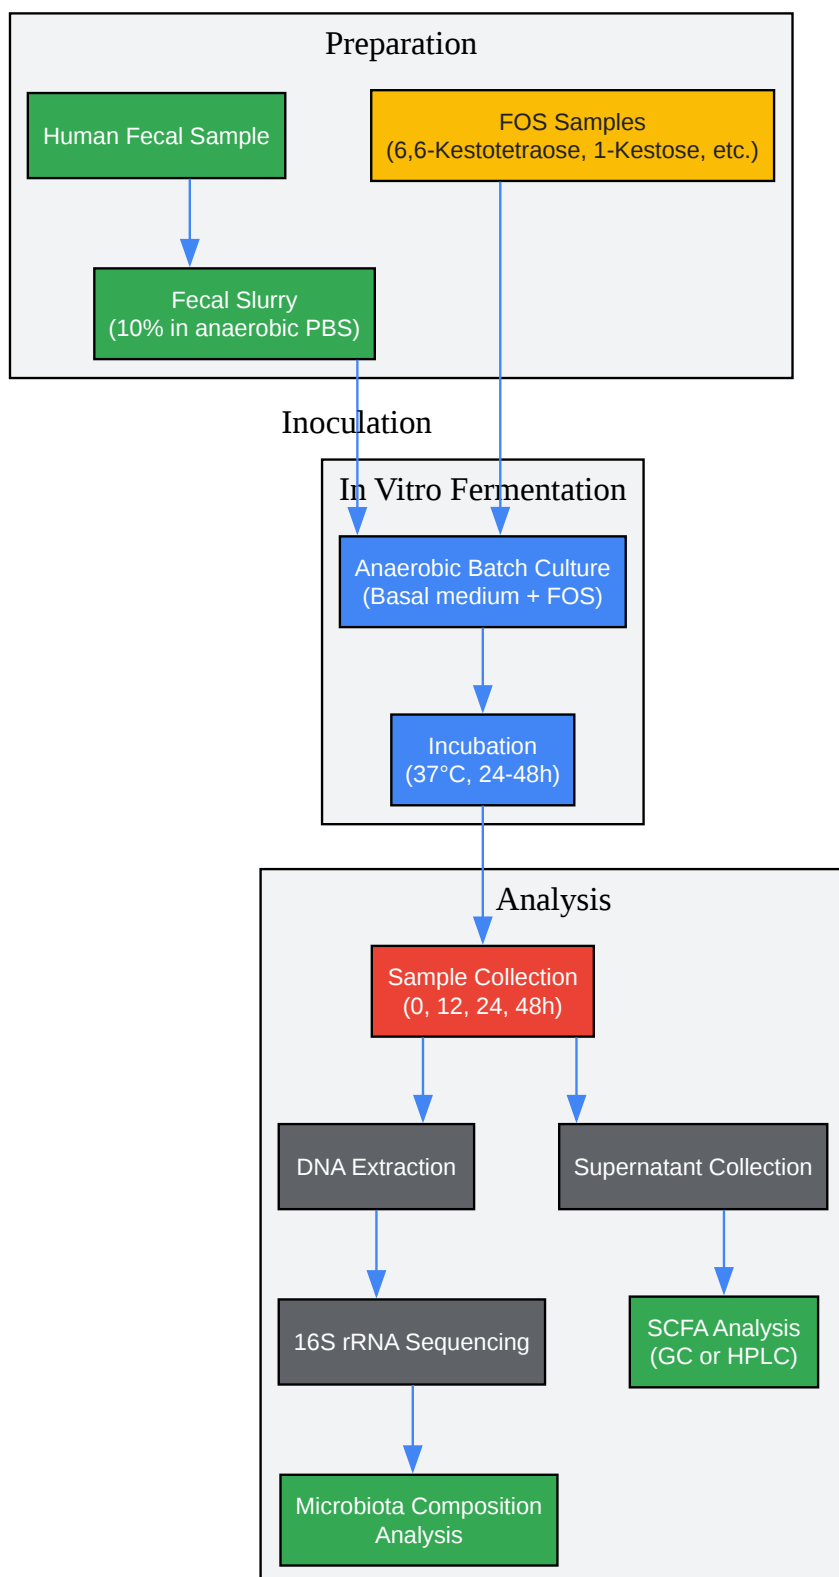 Preparation
Human Fecal Sample
FOS Samples
(6,6-Kestotetraose, 1-Kestose, etc.)
Fecal Slurry
(10% in anaerobic PBS)
Inoculation
In Vitro Fermentation
Anaerobic Batch Culture
(Basal medium + FOS)
Incubation
(37°C, 24-48h)
Analysis
Sample Collection
(0, 12, 24, 48h)
DNA Extraction
Supernatant Collection
16S rRNA Sequencing
SCFA Analysis
(GC or HPLC)
Microbiota Composition
Analysis